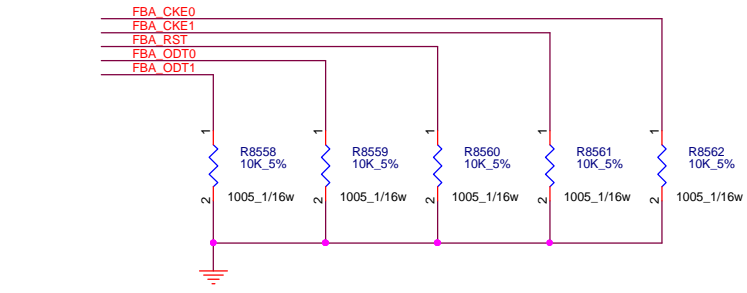 FBA_CKE0
FBA_CKE1
FBA_RST
FBA_ODT0
FBA_ODT1
1 R8558 10K_5% 2 1005_1/16w
1 R8559 10K_5% 2 1005_1/16w
1 R8560 10K_5% 2 1005_1/16w
1 R8561 10K_5% 2 1005_1/16w
1 R8562 10K_5% 2 1005_1/16w